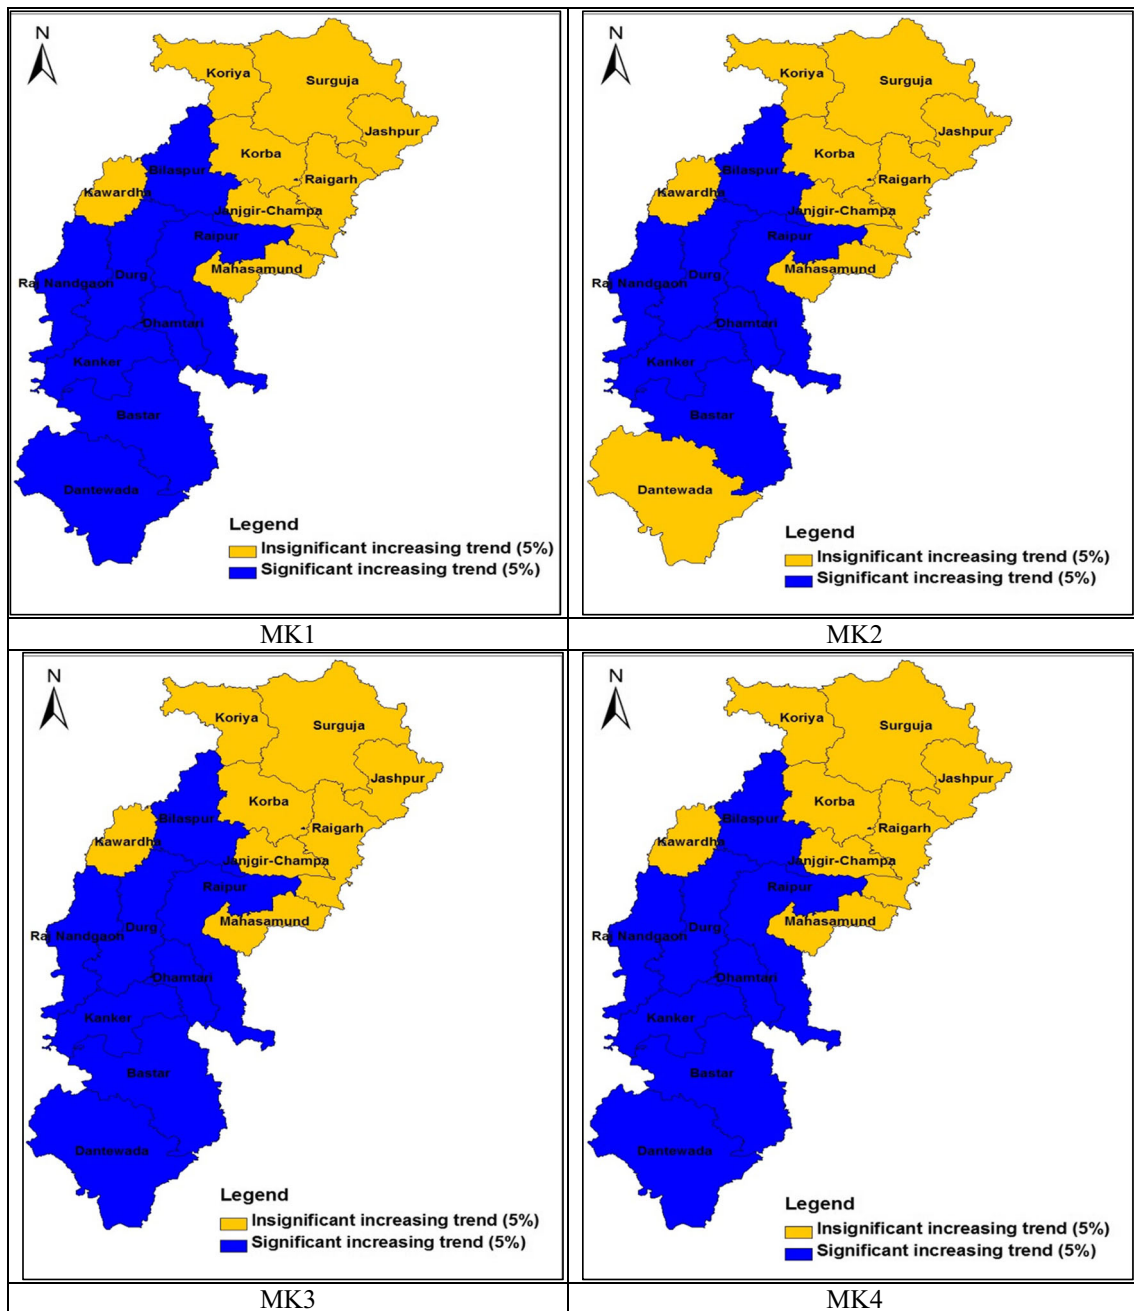 N
Koriya
Surguja
Jashpur
Korba
Bilaspur
Raigarh
Kawardha
Janjgir-Champa
Raipur
Mahasamund
Durg
Raj Nandgaon
Dhamtari
Kanker
Bastar
Dantewada
Legend
Insignificant increasing trend (5%)
Significant increasing trend (5%)
MK1
N
Koriya
Surguja
Jashpur
Korba
Bilaspur
Raigarh
Kawardha
Janjgir-Champa
Raipur
Mahasamund
Durg
Raj Nandgaon
Dhamtari
Kanker
Bastar
Dantewada
Legend
Insignificant increasing trend (5%)
Significant increasing trend (5%)
MK2
N
Koriya
Surguja
Jashpur
Korba
Bilaspur
Raigarh
Kawardha
Janjgir-Champa
Raipur
Mahasamund
Durg
Raj Nandgaon
Dhamtari
Kanker
Bastar
Dantewada
Legend
Insignificant increasing trend (5%)
Significant increasing trend (5%)
MK3
N
Koriya
Surguja
Jashpur
Korba
Bilaspur
Raigarh
Kawardha
Janjgir-Champa
Raipur
Mahasamund
Durg
Raj Nandgaon
Dhamtari
Kanker
Bastar
Dantewada
Legend
Insignificant increasing trend (5%)
Significant increasing trend (5%)
MK4